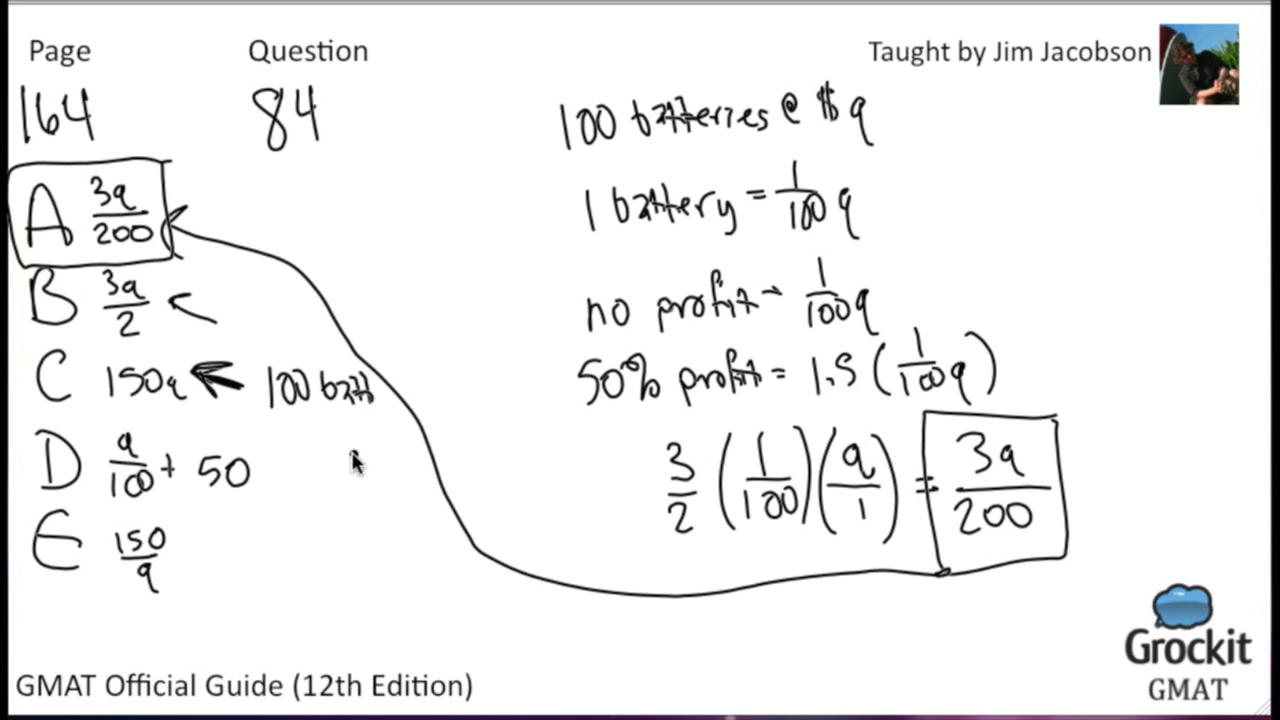 Page Question Taught by Jim Jacobson
164 84
A 3q/200
B 3q/2
C 150q 100 batt
D q/100 + 50
E 150/q
100 batteries @ $q
1 battery = 1/100 q
no profit = 1/100 q
50% profit = 1.5 (1/100 q)
3/2 (1/100)(q/1) = 3q/200
GMAT Official Guide (12th Edition)
Grockit
GMAT